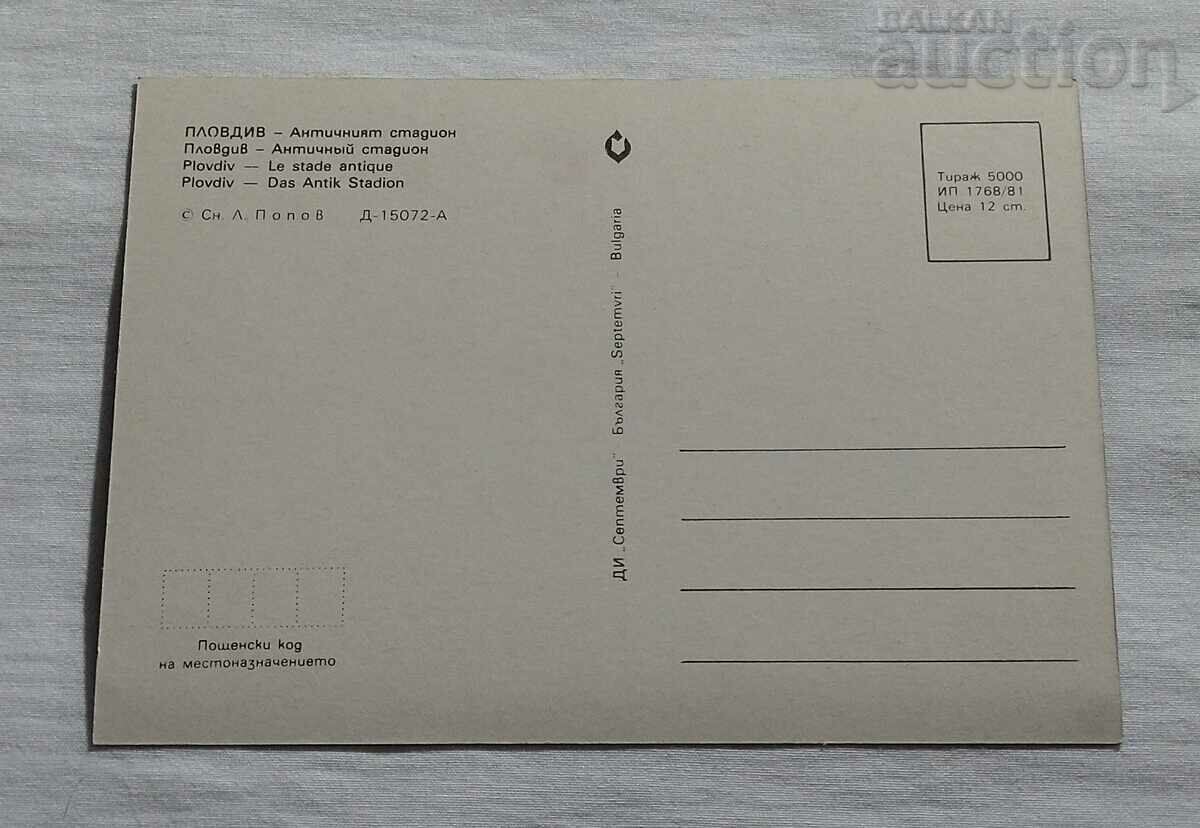 BALKAN
auction
ПЛОВДИВ – Античният стадион
Пловдив – Античный стадион
Plovdiv — Le stade antique
Plovdiv — Das Antik Stadion
© Сн. Л. Попов Д-15072-А
ДИ „Септември" - България „Septemvri" - Bulgaria
Тираж 5000
ИП 1768/81
Цена 12 ст.
Пощенски код
на местоназначението